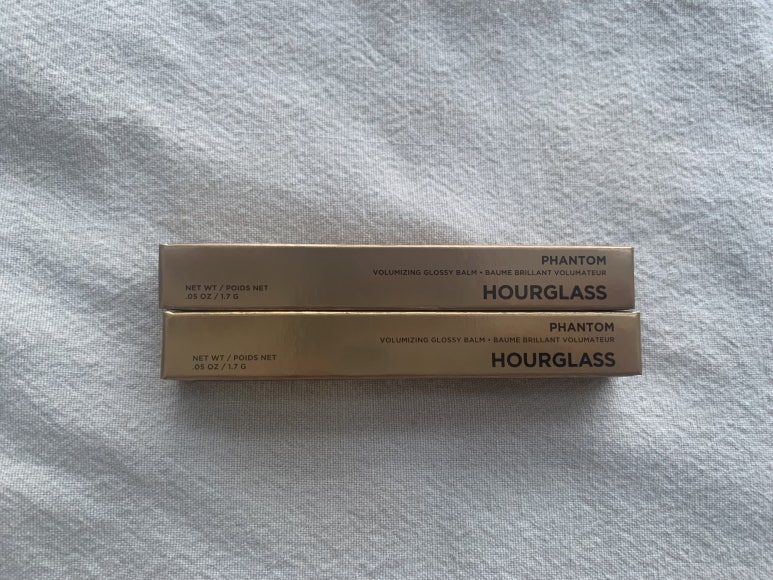 PHANTOM
VOLUMIZING GLOSSY BALM • BAUME BRILLANT VOLUMATEUR
NET WT / POIDS NET
.05 OZ / 1.7 G
HOURGLASS
PHANTOM
VOLUMIZING GLOSSY BALM • BAUME BRILLANT VOLUMATEUR
NET WT / POIDS NET
.05 OZ / 1.7 G
HOURGLASS